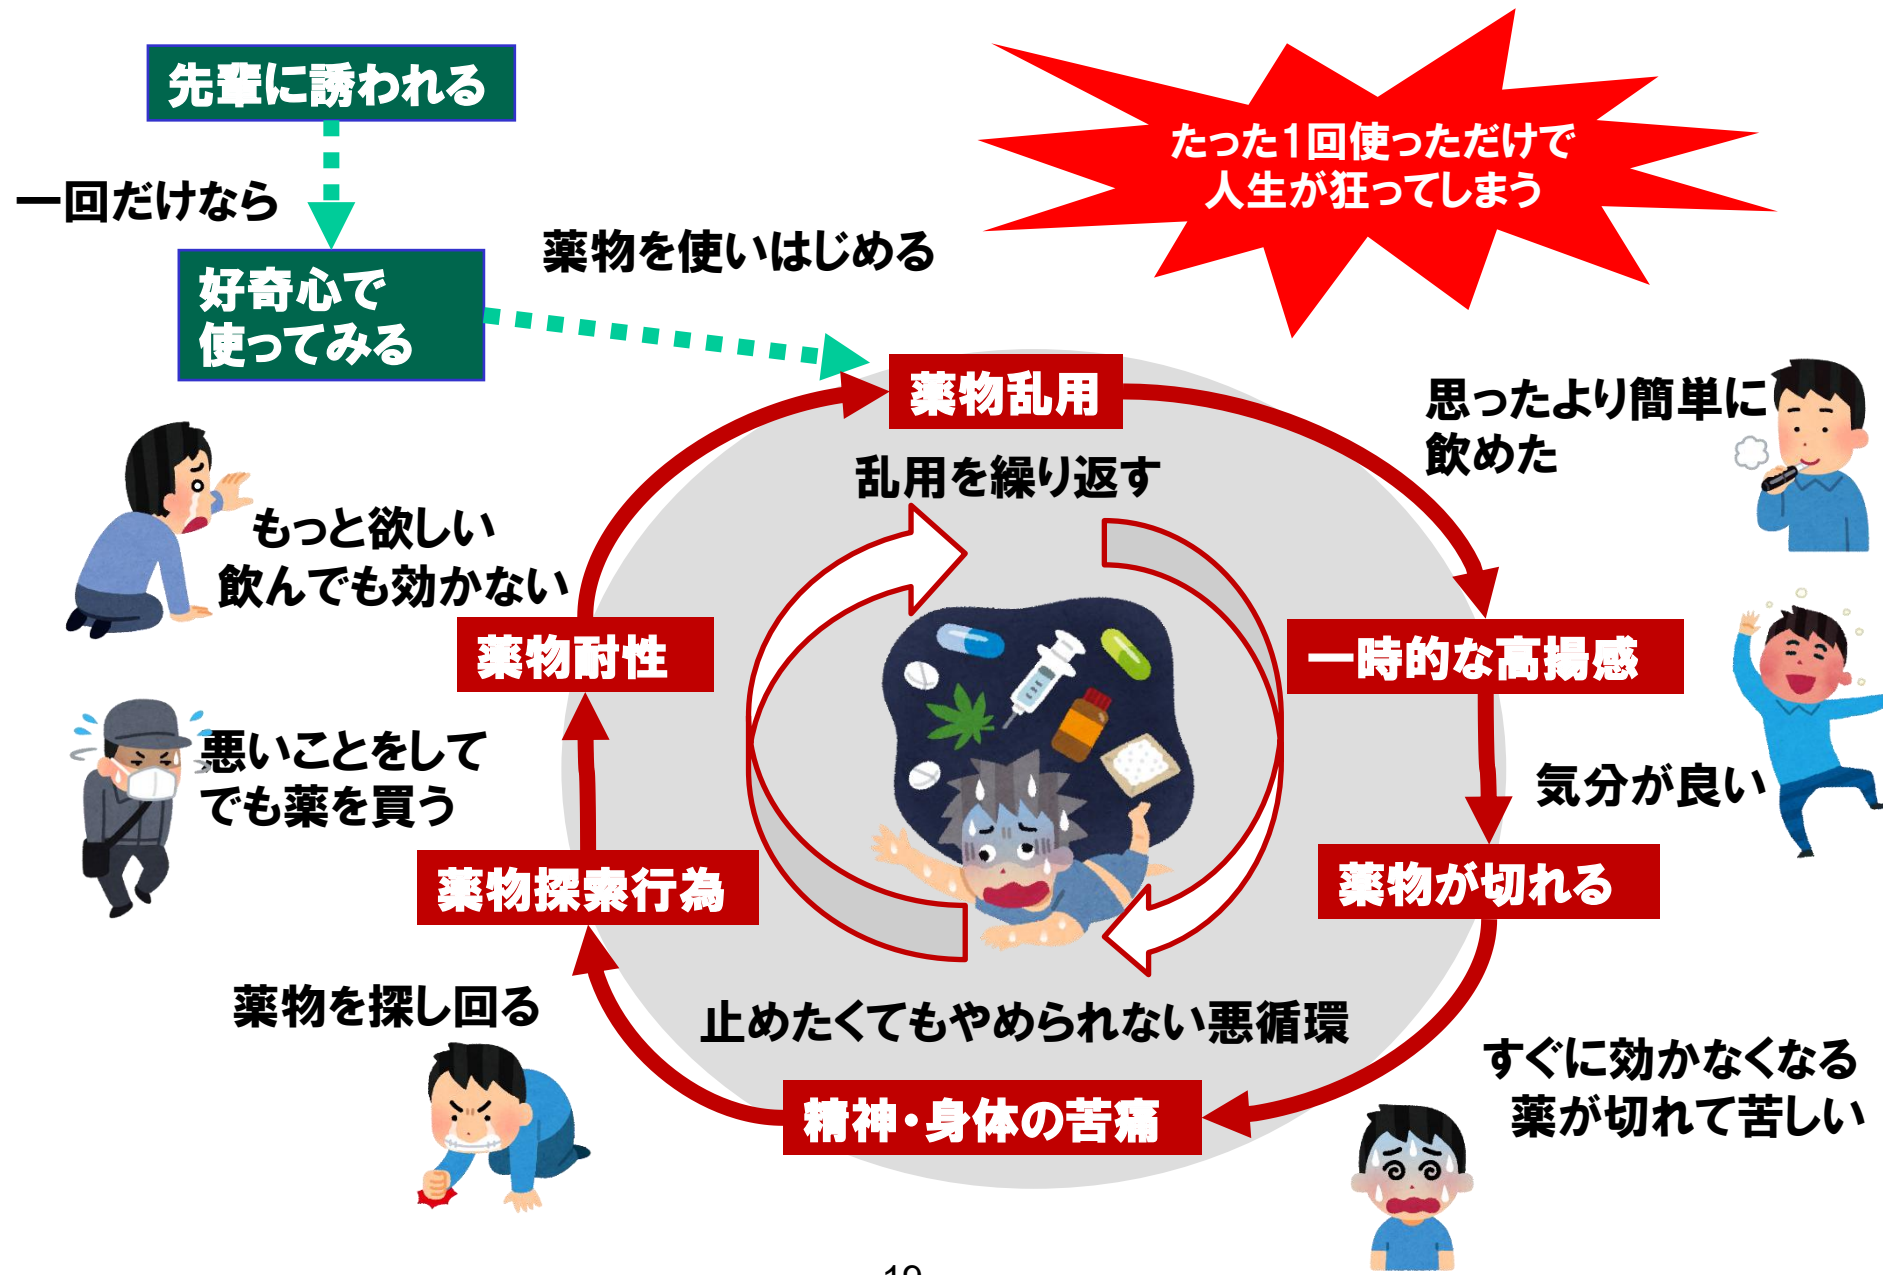 先輩に誘われる
一回だけなら
好奇心で
使ってみる
薬物を使いはじめる
たった1回使っただけで
人生が狂ってしまう
薬物乱用
乱用を繰り返す
思ったより簡単に
飲めた
一時的な高揚感
気分が良い
薬物が切れる
すぐに効かなくなる
薬が切れて苦しい
精神・身体の苦痛
止めたくてもやめられない悪循環
薬物を探し回る
薬物探索行為
悪いことをして
でも薬を買う
薬物耐性
もっと欲しい
飲んでも効かない